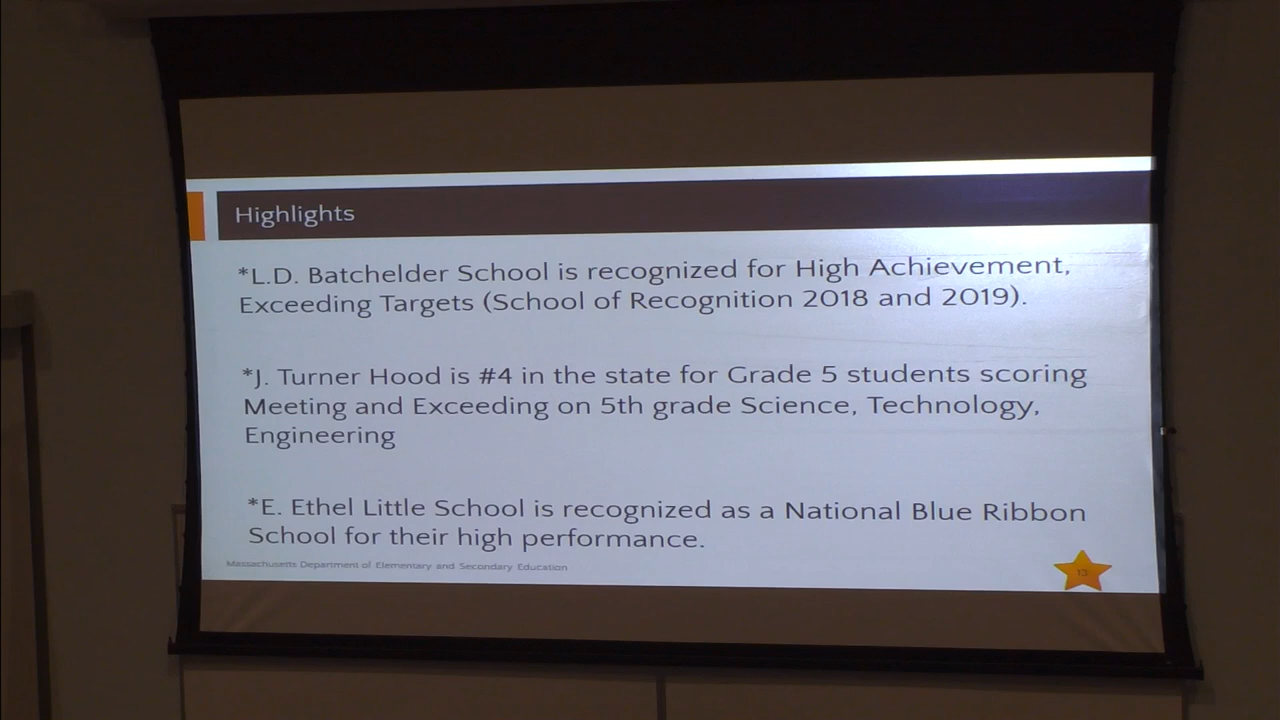 Highlights
*L.D. Batchelder School is recognized for High Achievement,
Exceeding Targets (School of Recognition 2018 and 2019).
*J. Turner Hood is #4 in the state for Grade 5 students scoring
Meeting and Exceeding on 5th grade Science, Technology,
Engineering
*E. Ethel Little School is recognized as a National Blue Ribbon
School for their high performance.
Massachusetts Department of Elementary and Secondary Education
13